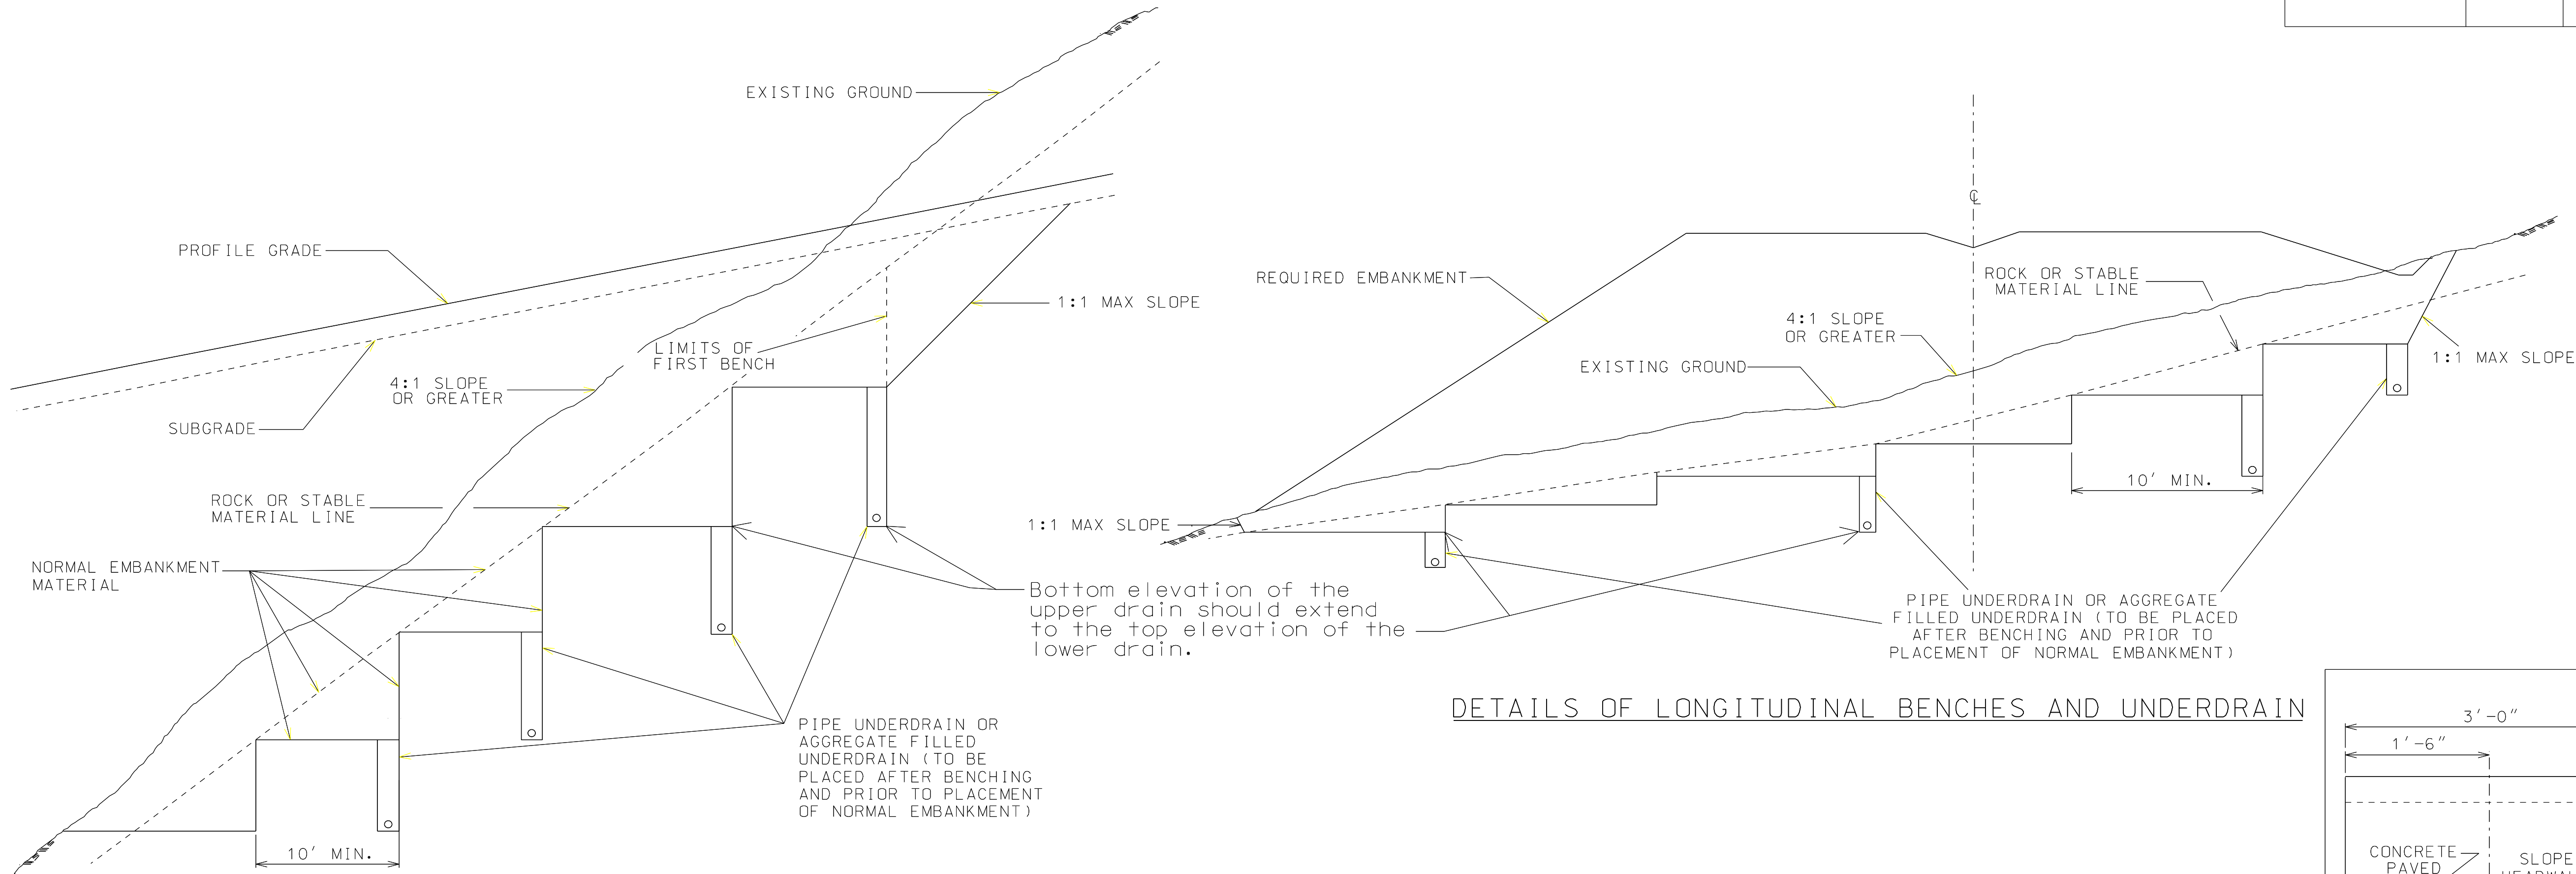 EXISTING GROUND
PROFILE GRADE
1:1 MAX SLOPE
LIMITS OF
FIRST BENCH
4:1 SLOPE
OR GREATER
SUBGRADE
ROCK OR STABLE
MATERIAL LINE
NORMAL EMBANKMENT
MATERIAL
10' MIN.
PIPE UNDERDRAIN OR
AGGREGATE FILLED
UNDERDRAIN (TO BE
PLACED AFTER BENCHING
AND PRIOR TO PLACEMENT
OF NORMAL EMBANKMENT)
Bottom elevation of the
upper drain should extend
to the top elevation of the
lower drain.
℄
REQUIRED EMBANKMENT
ROCK OR STABLE
MATERIAL LINE
4:1 SLOPE
OR GREATER
EXISTING GROUND
1:1 MAX SLOPE
10' MIN.
1:1 MAX SLOPE
PIPE UNDERDRAIN OR AGGREGATE
FILLED UNDERDRAIN (TO BE PLACED
AFTER BENCHING AND PRIOR TO
PLACEMENT OF NORMAL EMBANKMENT)
DETAILS OF LONGITUDINAL BENCHES AND UNDERDRAIN
3'-0"
1'-6"
CONCRETE
PAVED
SLOPE